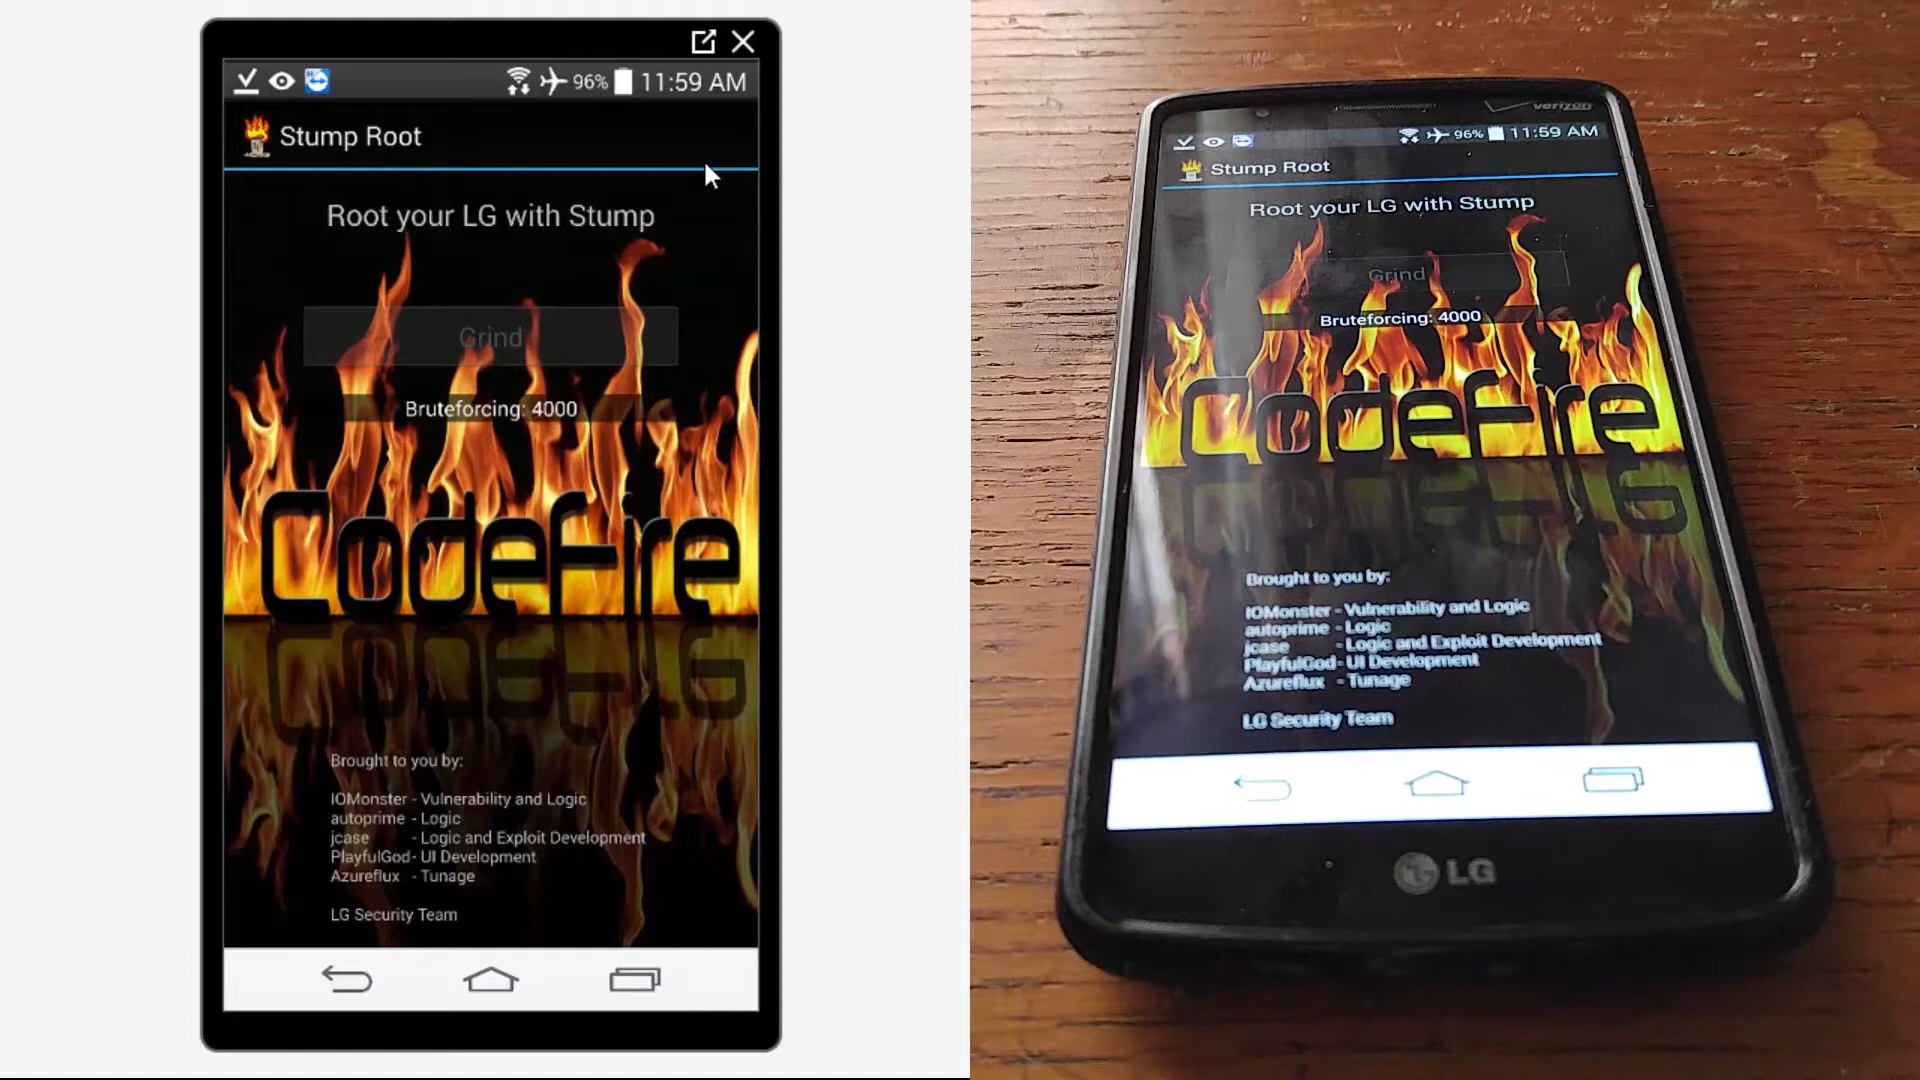 96% 11:59 AM
Stump Root
Root your LG with Stump
Grind
Bruteforcing: 4000
Codefire
Brought to you by:
IOMonster - Vulnerability and Logic
autoprime - Logic
jcase - Logic and Exploit Development
PlayfulGod - UI Development
Azureflux - Tunage
LG Security Team
verizon
96% 11:59 AM
Stump Root
Root your LG with Stump
Grind
Bruteforcing: 4000
Codefire
Brought to you by:
IOMonster - Vulnerability and Logic
autoprime - Logic
jcase - Logic and Exploit Development
PlayfulGod - UI Development
Azureflux - Tunage
LG Security Team
LG